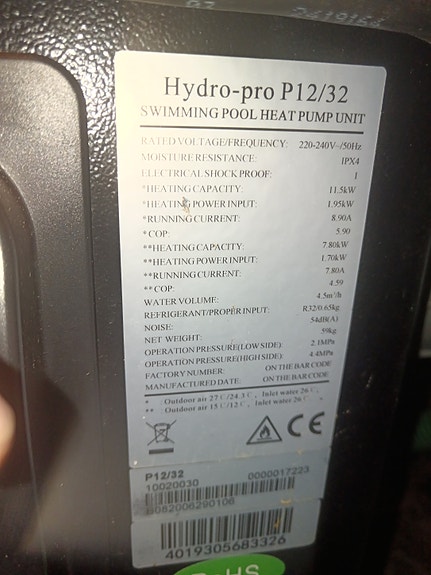 Hydro-pro P12/32
SWIMMING POOL HEAT PUMP UNIT
RATED VOLTAGE/FREQUENCY: 220-240V~/50Hz
MOISTURE RESISTANCE: IPX4
ELECTRICAL SHOCK PROOF: I
*HEATING CAPACITY: 11.5kW
*HEATING POWER INPUT: 1.95kW
*RUNNING CURRENT: 8.90A
*COP: 5.90
**HEATING CAPACITY: 7.80kW
**HEATING POWER INPUT: 1.70kW
**RUNNING CURRENT: 7.80A
**COP: 4.59
WATER VOLUME: 4.5m³/h
REFRIGERANT/PROPER INPUT: R32/0.65kg
NOISE: 54dB(A)
NET WEIGHT: 59kg
OPERATION PRESSURE(LOW SIDE): 2.1MPa
OPERATION PRESSURE(HIGH SIDE): 4.4MPa
FACTORY NUMBER: ON THE BAR CODE
MANUFACTURED DATE: ON THE BAR CODE
* Outdoor air 27℃/24.3℃, Inlet water 26℃,
** Outdoor air 15℃/12℃, Inlet water 26℃,
CE
P12/32
10020030 0000017223
B082006290106
4019305683326